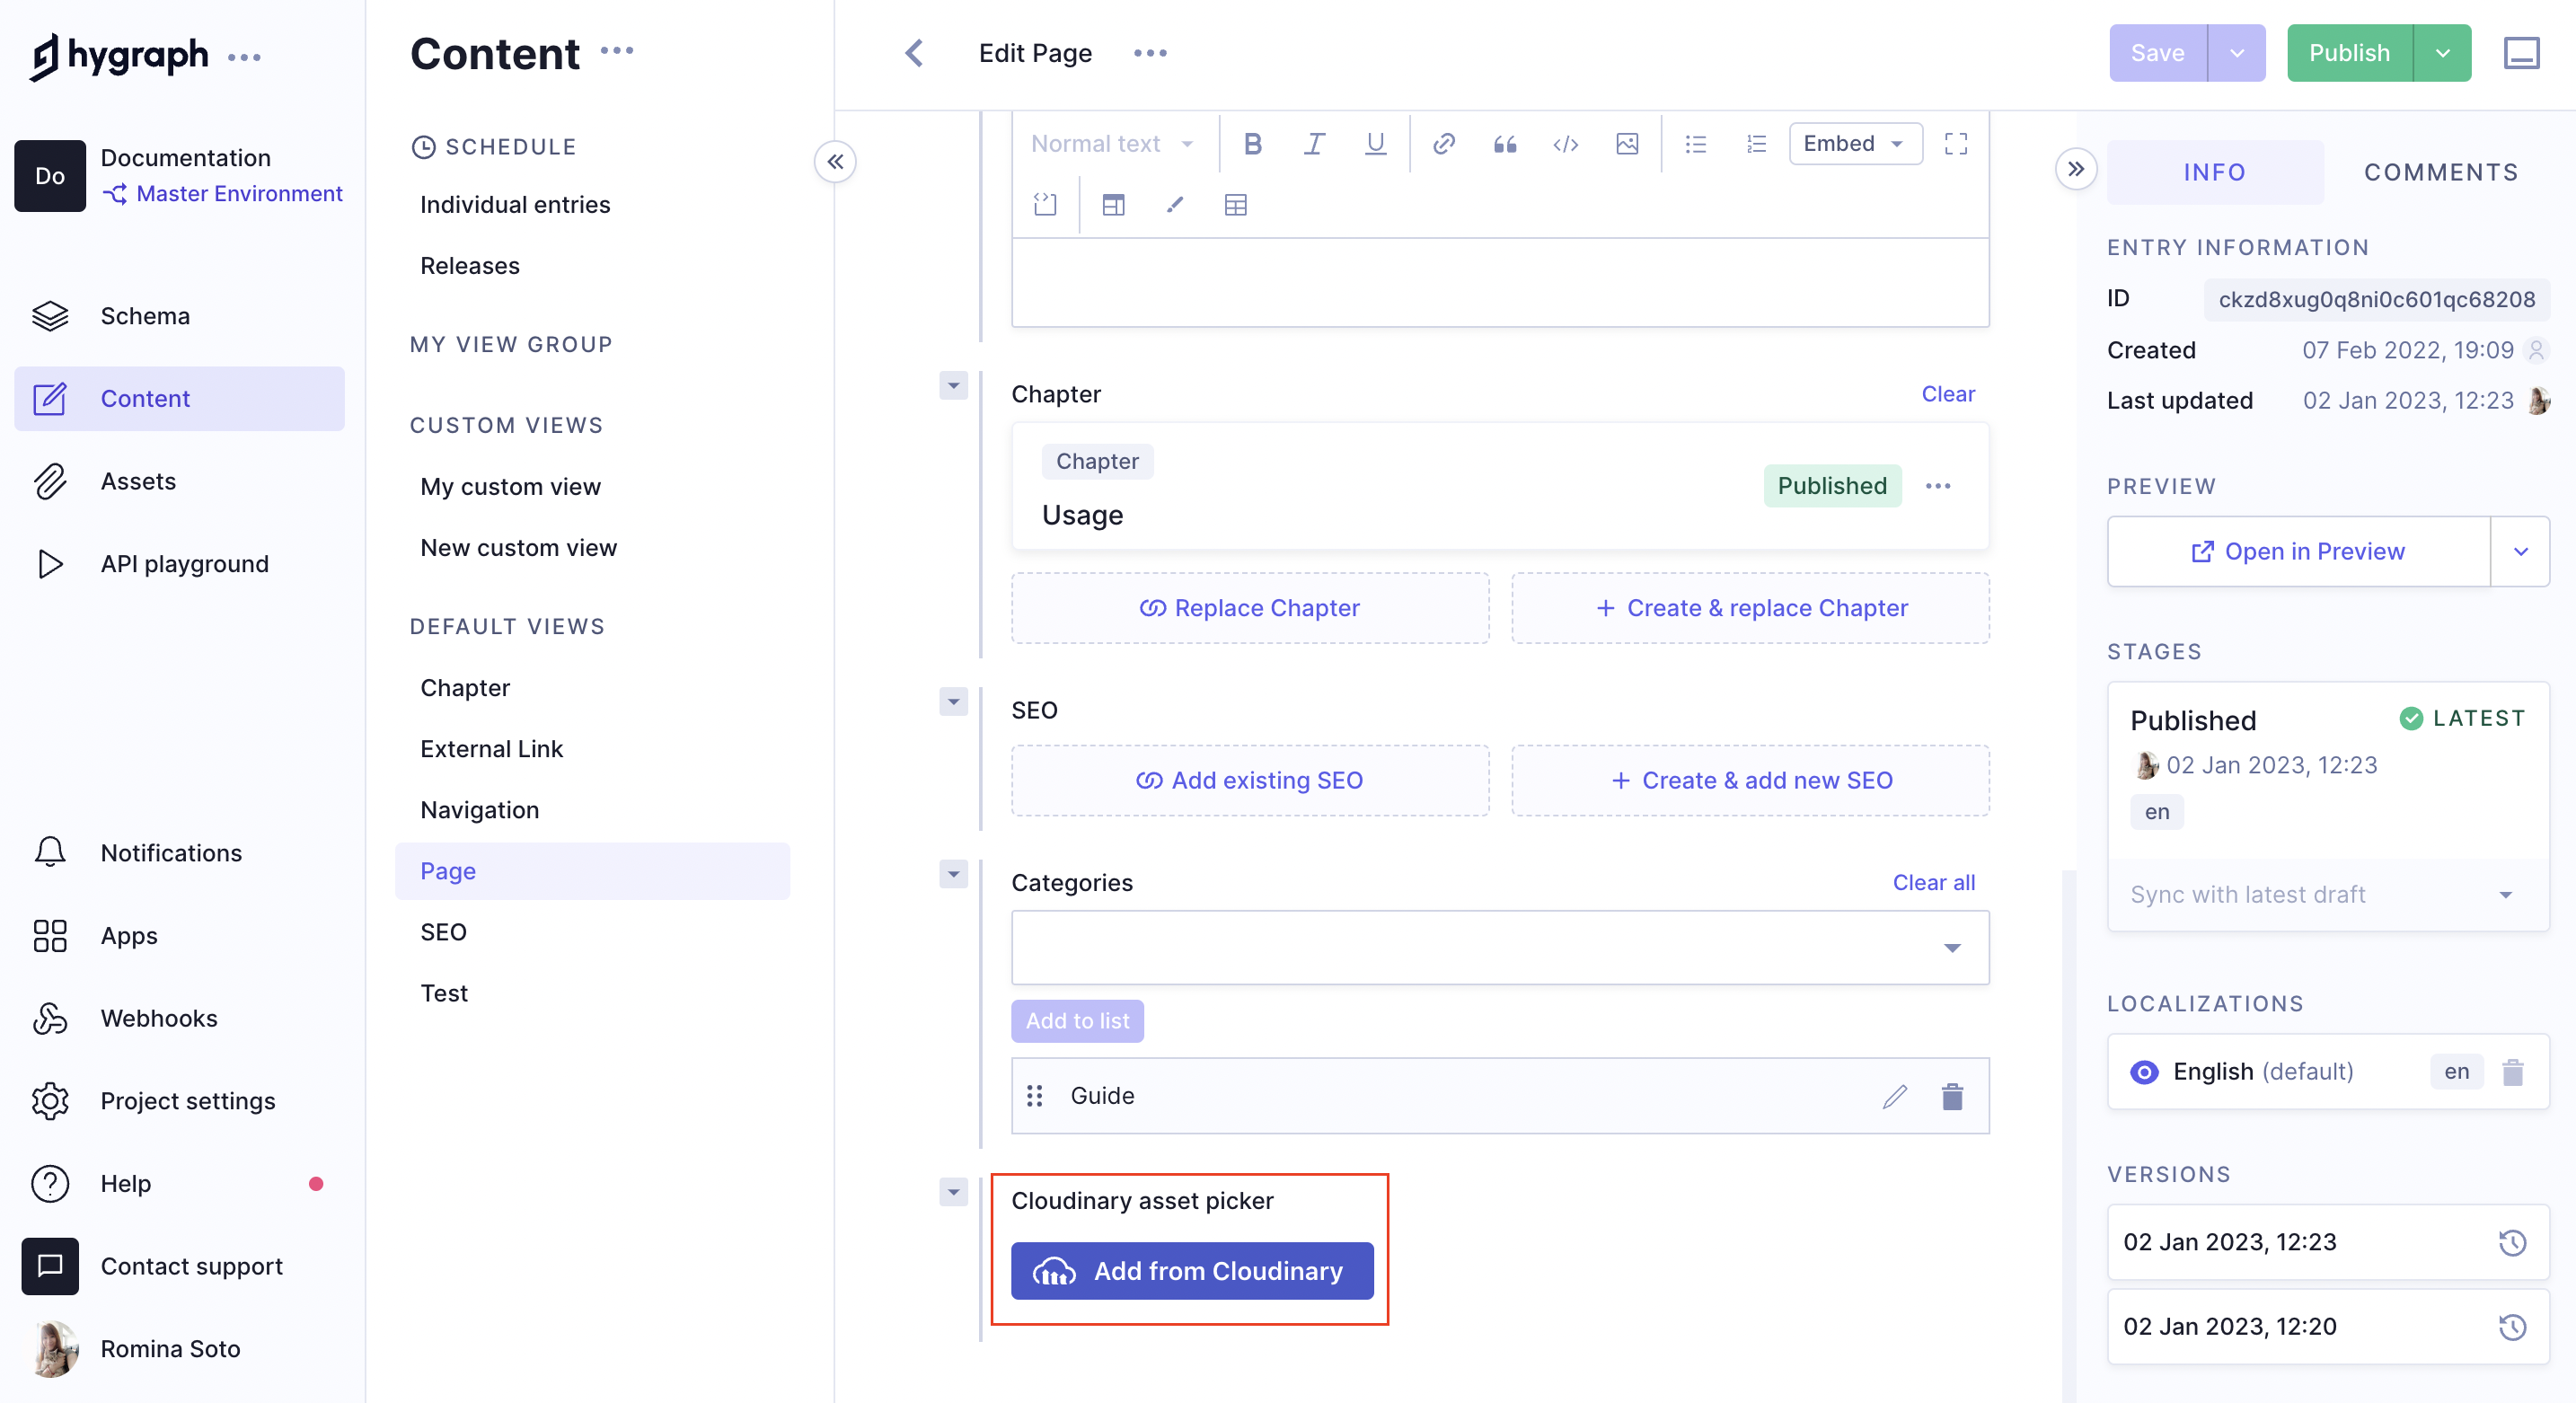 hygraph
Do
Documentation
Master Environment
Schema
Content
Assets
API playground
Notifications
Apps
Webhooks
Project settings
Help
Contact support
Romina Soto
Content
SCHEDULE
Individual entries
Releases
MY VIEW GROUP
CUSTOM VIEWS
My custom view
New custom view
DEFAULT VIEWS
Chapter
External Link
Navigation
Page
SEO
Test
Edit Page
Save
Publish
Normal text
Embed
Chapter
Clear
Chapter
Usage
Published
Replace Chapter
Create & replace Chapter
SEO
Add existing SEO
Create & add new SEO
Categories
Clear all
Add to list
Guide
Cloudinary asset picker
Add from Cloudinary
INFO
COMMENTS
ENTRY INFORMATION
ID ckzd8xug0q8ni0c601qc68208
Created 07 Feb 2022, 19:09
Last updated 02 Jan 2023, 12:23
PREVIEW
Open in Preview
STAGES
Published LATEST
02 Jan 2023, 12:23
en
Sync with latest draft
LOCALIZATIONS
English (default) en
VERSIONS
02 Jan 2023, 12:23
02 Jan 2023, 12:20